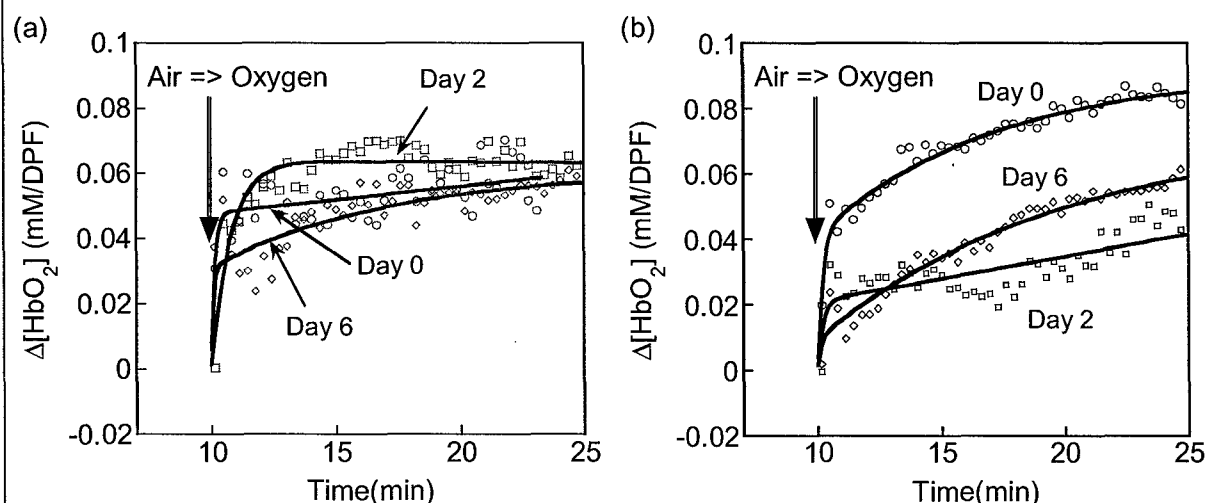 (a)
0.1
0.08
0.06
0.04
0.02
0
-0.02
Δ[HbO₂] (mM/DPF)
Air => Oxygen
Day 2
Day 0
Day 6
10
15
20
25
Time(min)
(b)
0.1
0.08
0.06
0.04
0.02
0
-0.02
Δ[HbO₂] (mM/DPF)
Air => Oxygen
Day 0
Day 6
Day 2
10
15
20
25
Time(min)